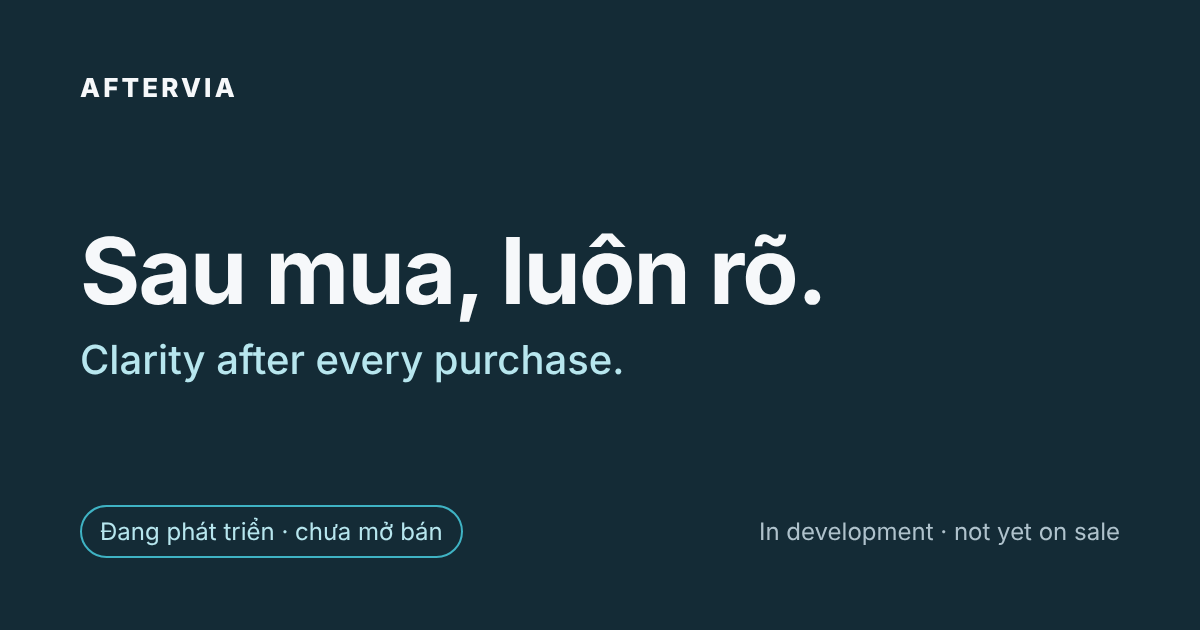 AFTERVIA
Sau mua, luôn rõ.
Clarity after every purchase.
Đang phát triển · chưa mở bán
In development · not yet on sale